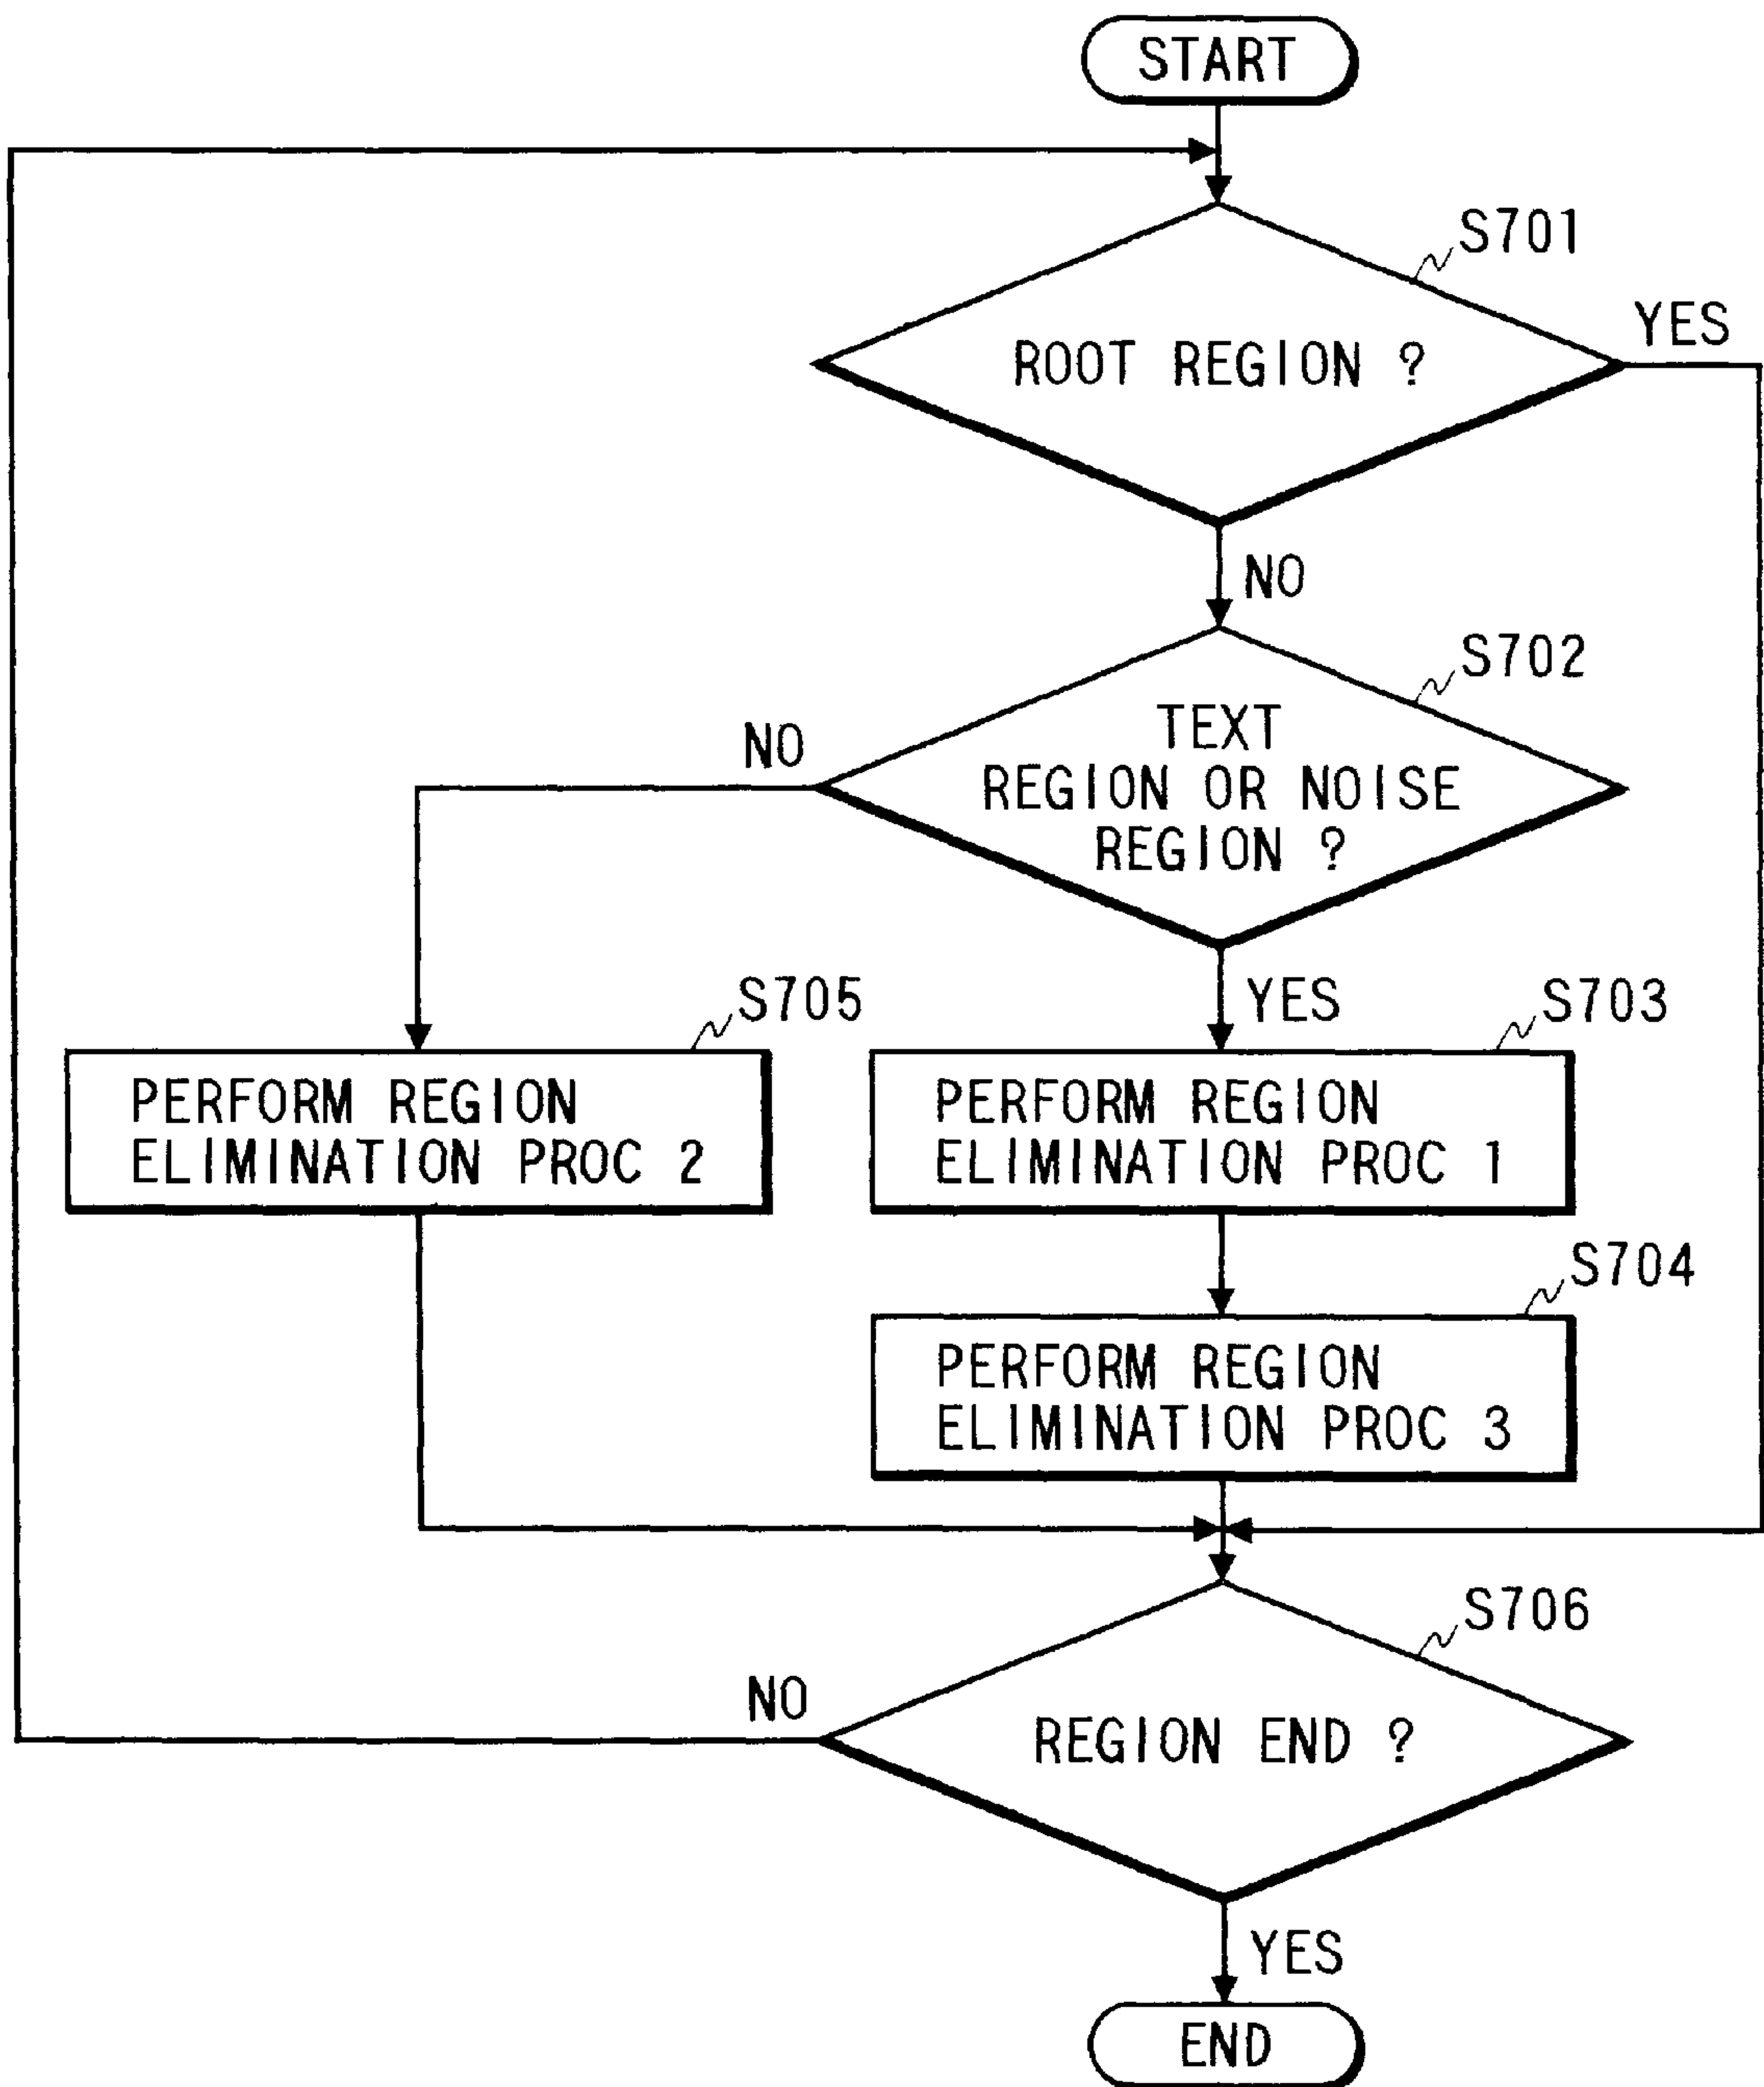 START
S701
YES
ROOT REGION ?
NO
S702
NO
TEXT
REGION OR NOISE
REGION ?
S705
YES
S703
PERFORM REGION
ELIMINATION PROC 2
PERFORM REGION
ELIMINATION PROC 1
S704
PERFORM REGION
ELIMINATION PROC 3
S706
NO
REGION END ?
YES
END